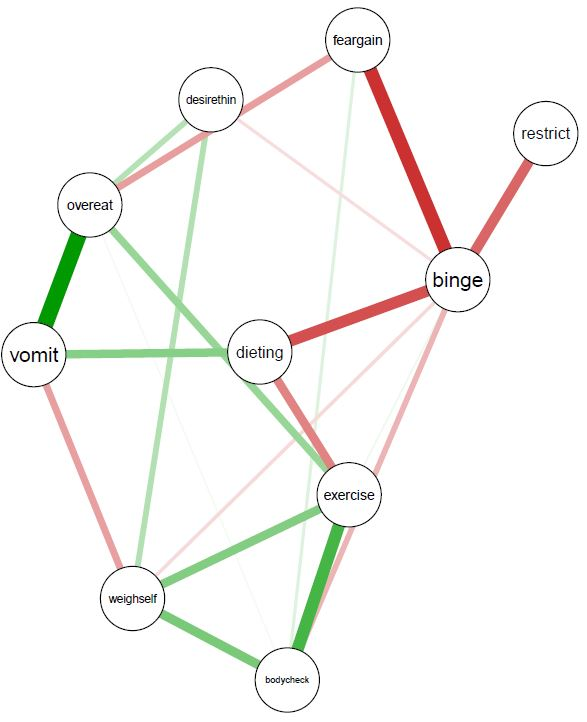 feargain
desirethin
restrict
overeat
binge
vomit
dieting
exercise
weighself
bodycheck